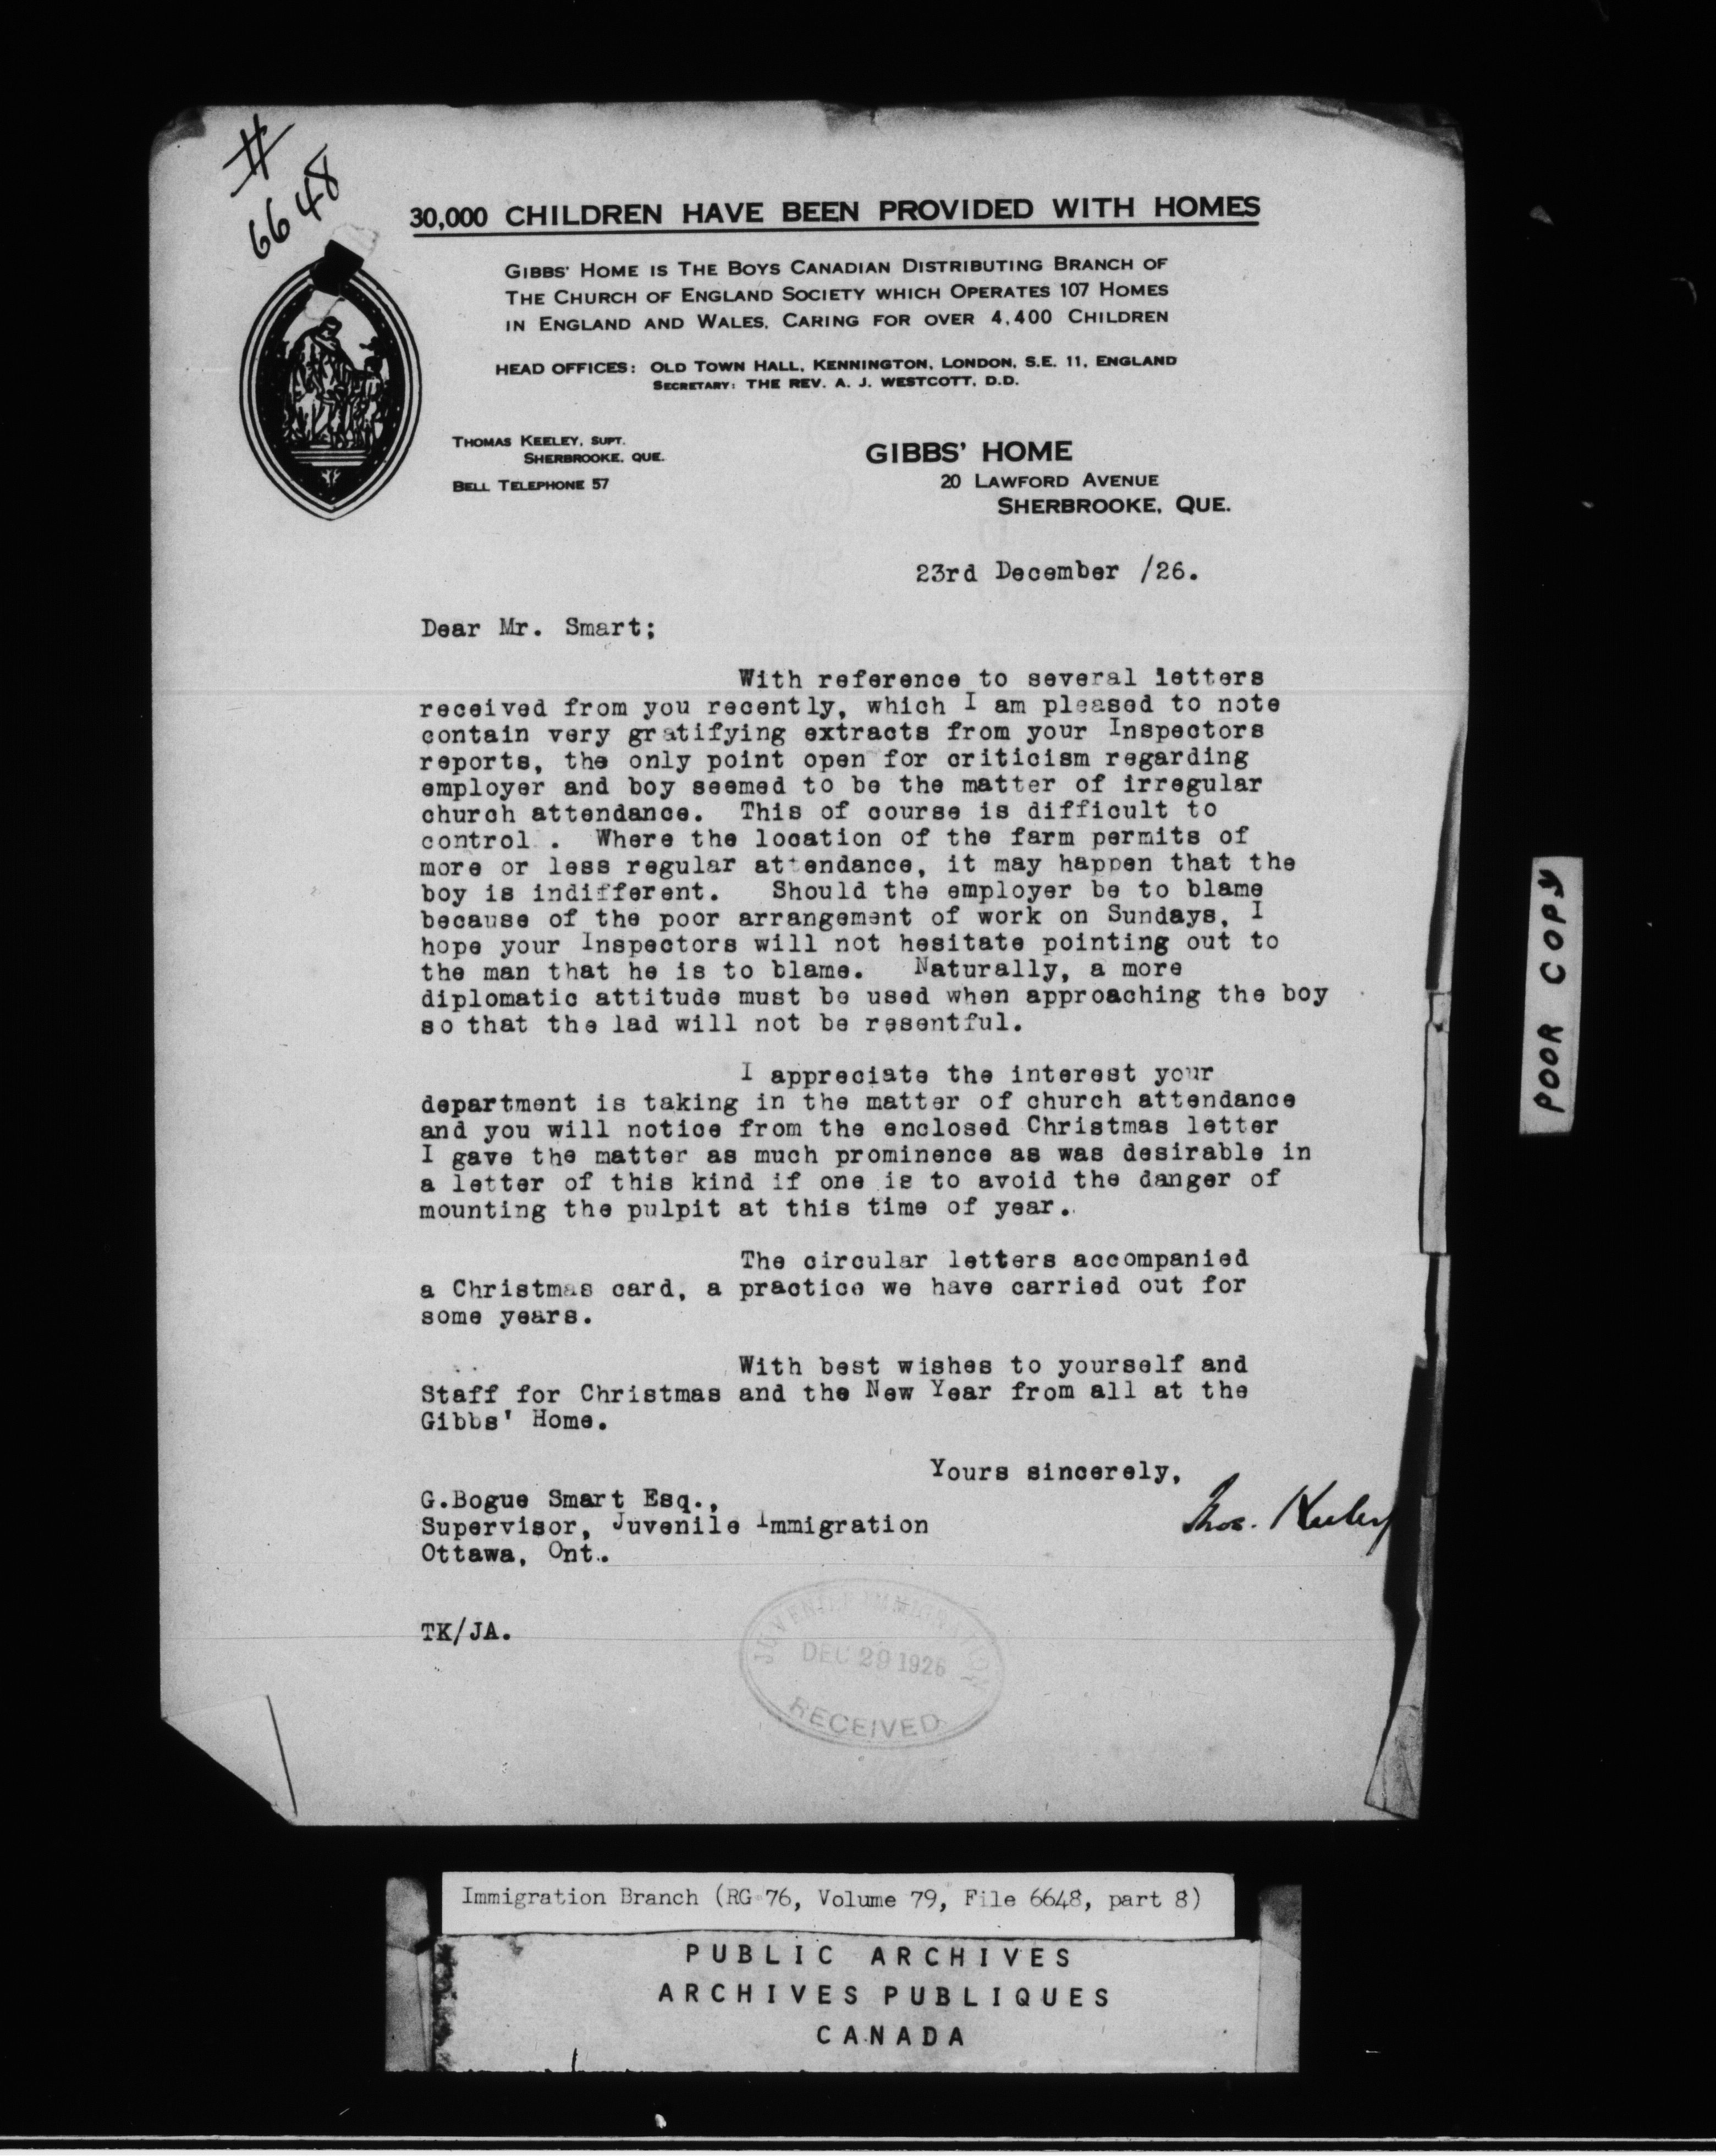 # 6648
30,000 CHILDREN HAVE BEEN PROVIDED WITH HOMES
GIBBS' HOME IS THE BOYS CANADIAN DISTRIBUTING BRANCH OF
THE CHURCH OF ENGLAND SOCIETY WHICH OPERATES 107 HOMES
IN ENGLAND AND WALES, CARING FOR OVER 4,400 CHILDREN
HEAD OFFICES: OLD TOWN HALL, KENNINGTON, LONDON, S.E. 11, ENGLAND
SECRETARY: THE REV. A. J. WESTCOTT, D.D.
THOMAS KEELEY, SUPT.
SHERBROOKE, QUE.
BELL TELEPHONE 57
GIBBS' HOME
20 LAWFORD AVENUE
SHERBROOKE, QUE.
23rd December /26.
Dear Mr. Smart;
With reference to several letters
received from you recently, which I am pleased to note
contain very gratifying extracts from your Inspectors
reports, the only point open for criticism regarding
employer and boy seemed to be the matter of irregular
church attendance. This of course is difficult to
control . Where the location of the farm permits of
more or less regular attendance, it may happen that the
boy is indifferent. Should the employer be to blame
because of the poor arrangement of work on Sundays, I
hope your Inspectors will not hesitate pointing out to
the man that he is to blame. Naturally, a more
diplomatic attitude must be used when approaching the boy
so that the lad will not be resentful.
I appreciate the interest your
department is taking in the matter of church attendance
and you will notice from the enclosed Christmas letter
I gave the matter as much prominence as was desirable in
a letter of this kind if one is to avoid the danger of
mounting the pulpit at this time of year.
The circular letters accompanied
a Christmas card, a practice we have carried out for
some years.
With best wishes to yourself and
Staff for Christmas and the New Year from all at the
Gibbs' Home.
Yours sincerely,
Thos. Keeley
G.Bogue Smart Esq.,
Supervisor, Juvenile Immigration
Ottawa, Ont.
TK/JA.
JUVENILE IMMIGRATION
DEC 29 1926
RECEIVED
POOR COPY
Immigration Branch (RG 76, Volume 79, File 6648, part 8)
PUBLIC ARCHIVES
ARCHIVES PUBLIQUES
CANADA